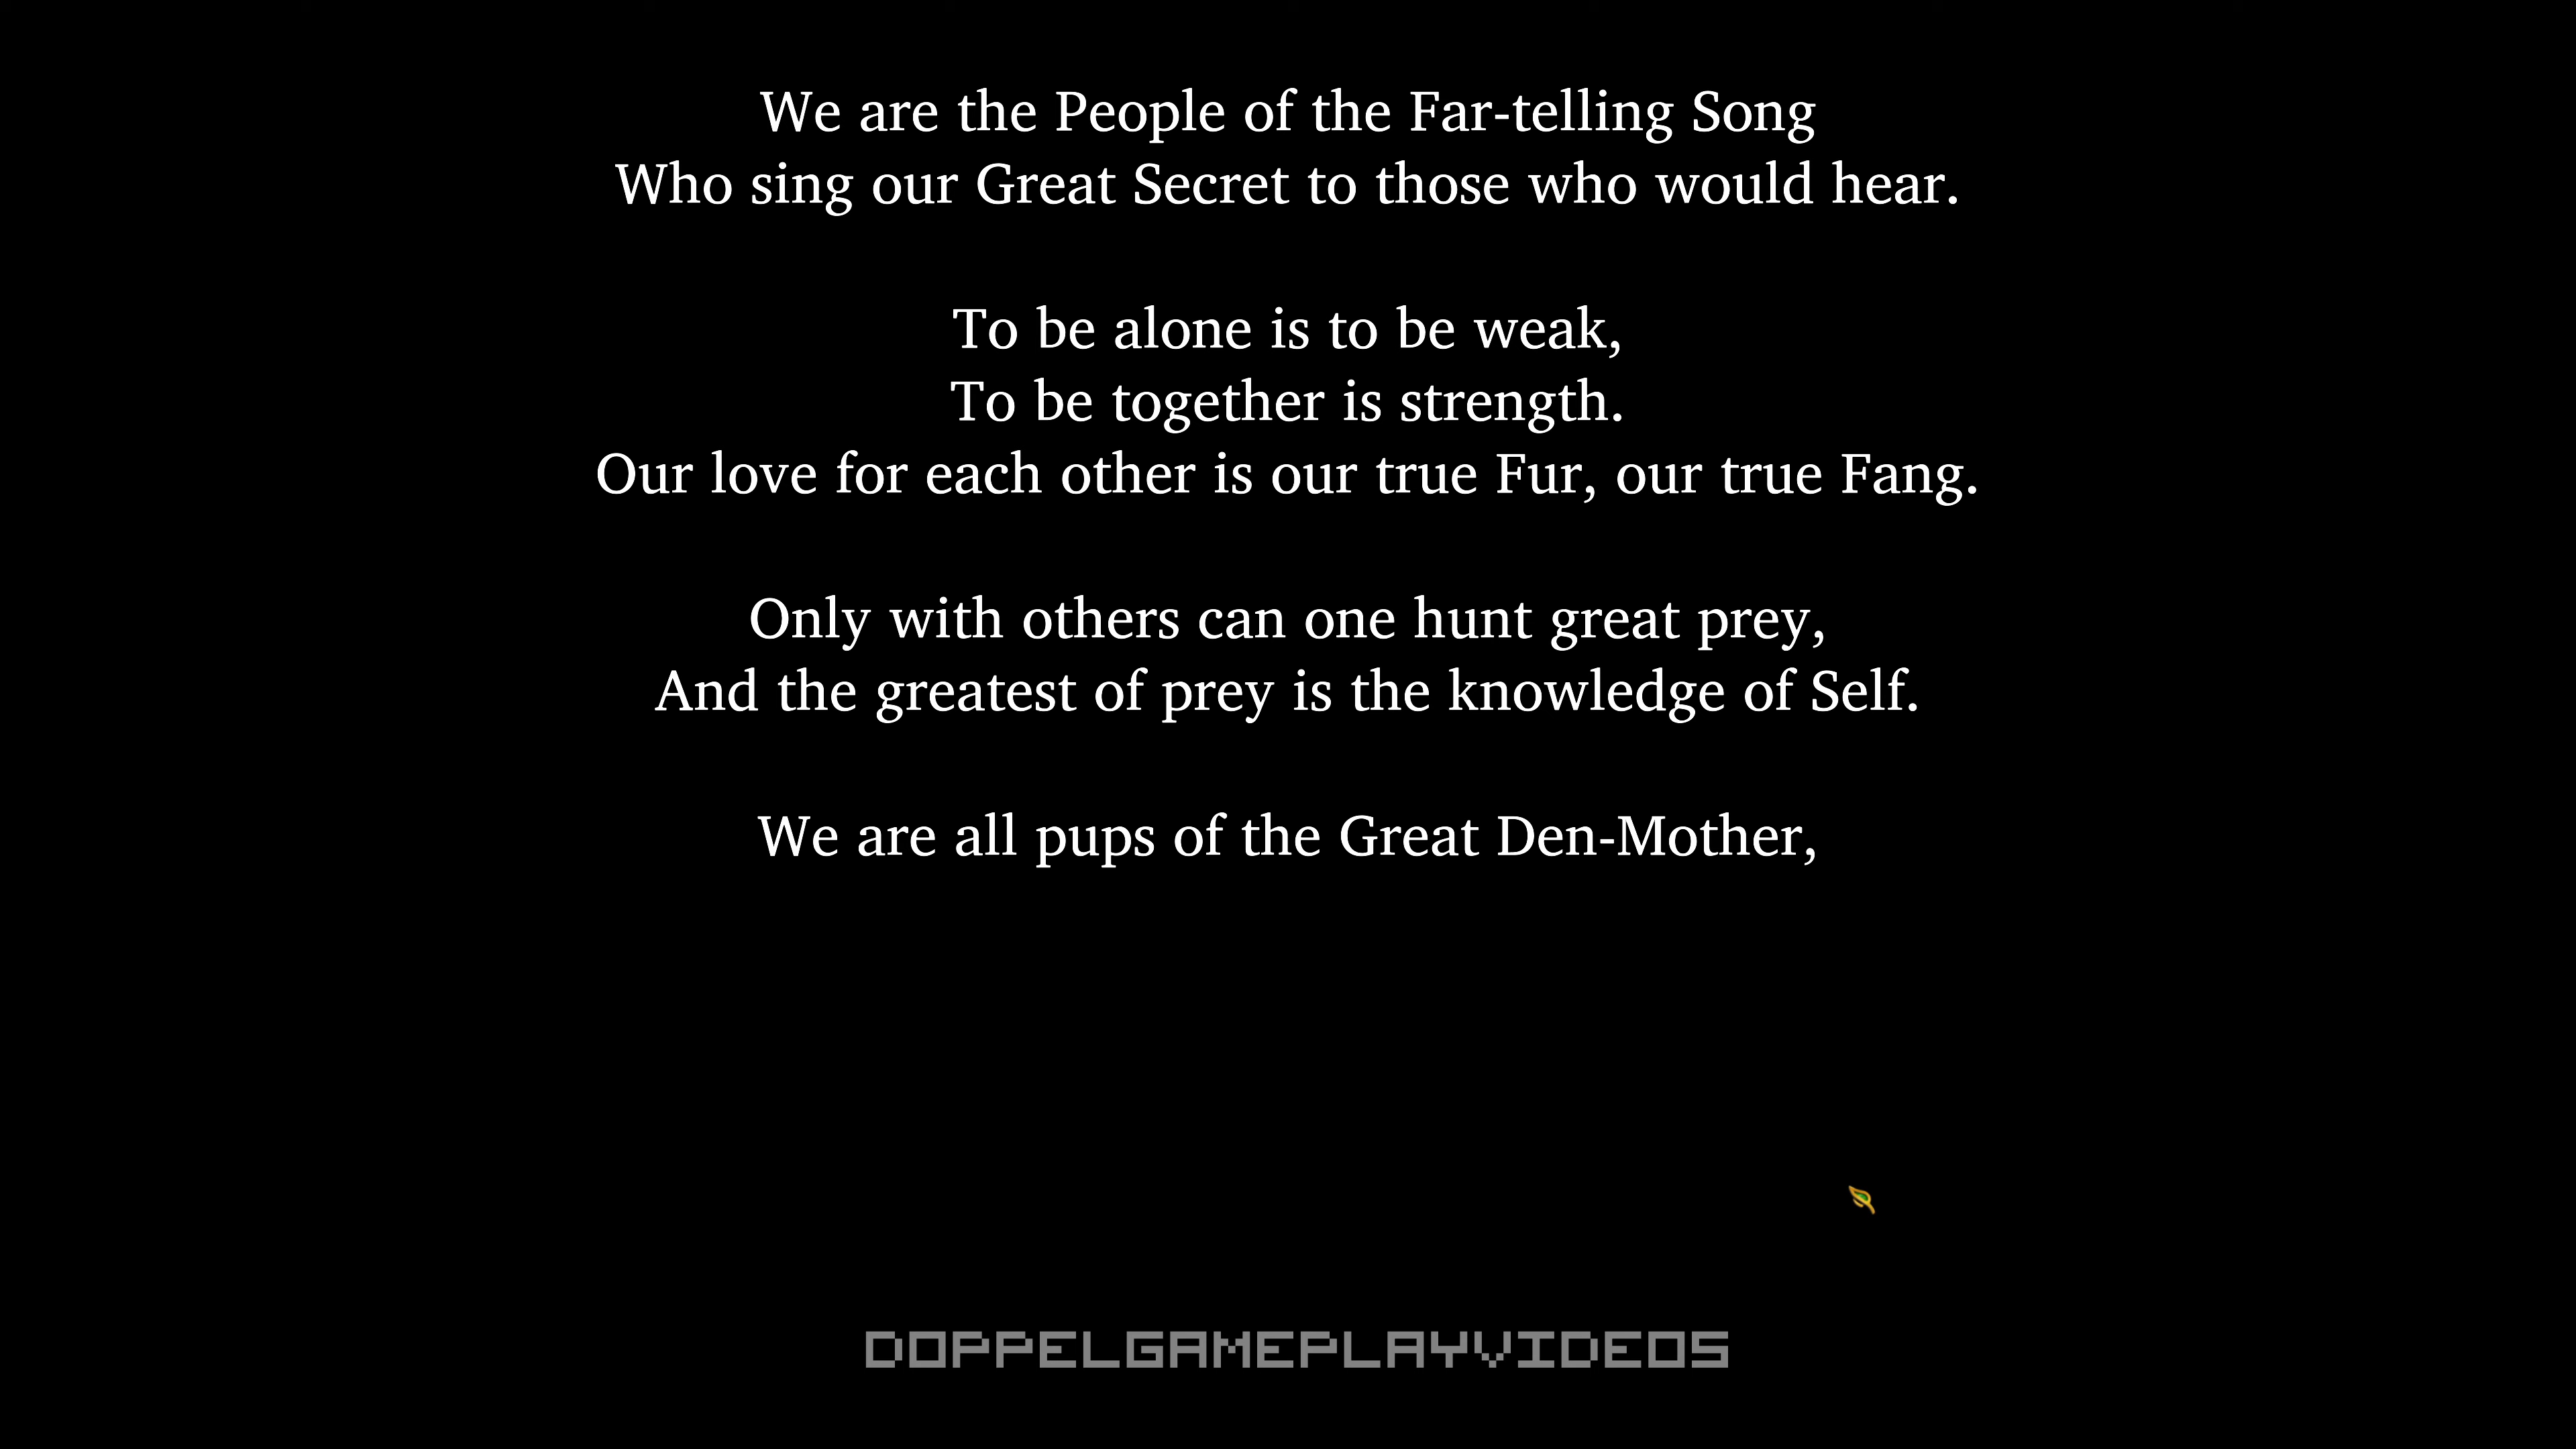 We are the People of the Far-telling Song
Who sing our Great Secret to those who would hear.
To be alone is to be weak,
To be together is strength.
Our love for each other is our true Fur, our true Fang.
Only with others can one hunt great prey,
And the greatest of prey is the knowledge of Self.
We are all pups of the Great Den-Mother,
DOPPELGAMEPLAYVIDEOS